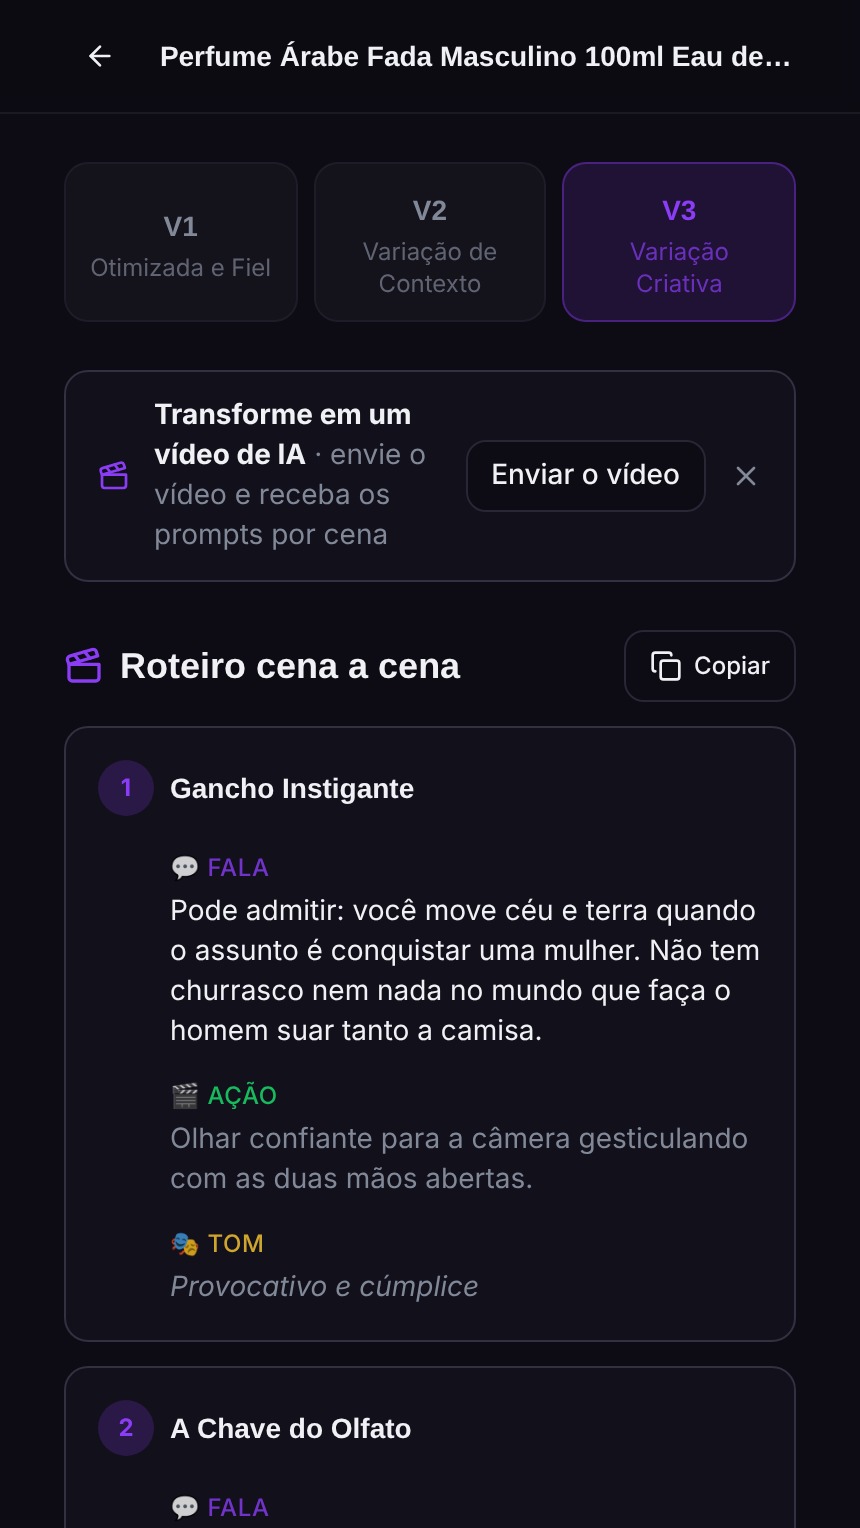 Perfume Árabe Fada Masculino 100ml Eau de…
V1
Otimizada e Fiel
V2
Variação de
Contexto
V3
Variação
Criativa
Transforme em um
vídeo de IA · envie o
vídeo e receba os
prompts por cena
Enviar o vídeo
Roteiro cena a cena
Copiar
1
Gancho Instigante
💬 FALA
Pode admitir: você move céu e terra quando
o assunto é conquistar uma mulher. Não tem
churrasco nem nada no mundo que faça o
homem suar tanto a camisa.
🎬 AÇÃO
Olhar confiante para a câmera gesticulando
com as duas mãos abertas.
🎭 TOM
Provocativo e cúmplice
2
A Chave do Olfato
💬 FALA